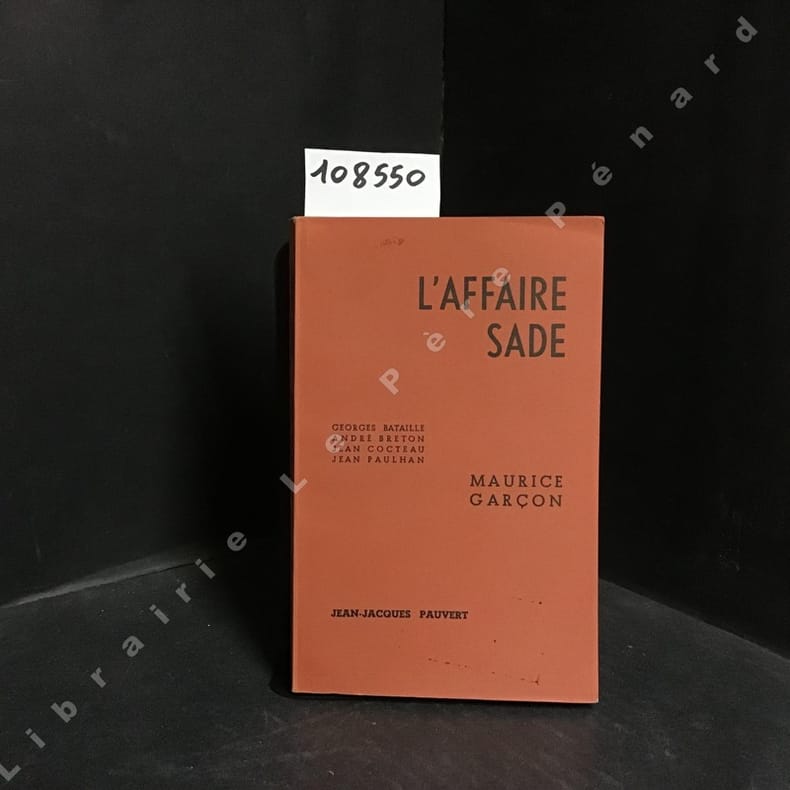 108550
L'AFFAIRE
SADE
GEORGES BATAILLE
ANDRÉ BRETON
JEAN COCTEAU
JEAN PAULHAN
MAURICE
GARÇON
JEAN-JACQUES PAUVERT
Librairie Le Père Pénard